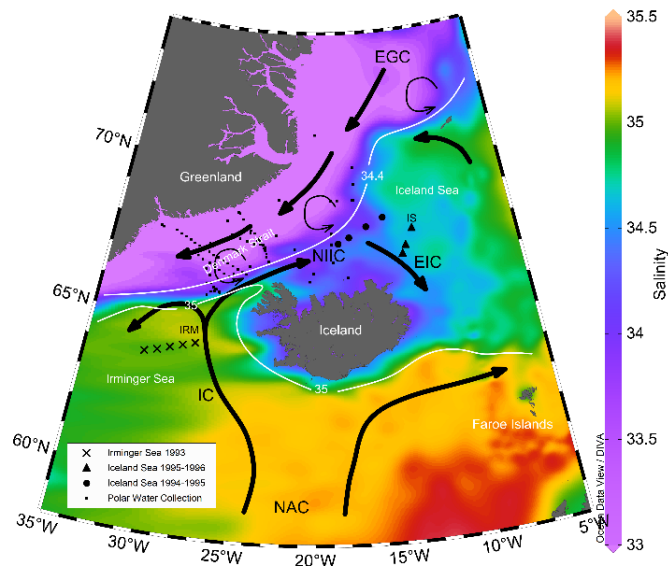 EGC
70°N
Greenland
34.4
Iceland Sea
IS
Denmark Strait
NIIC
EIC
65°N
35
IRM
Iceland
Irminger Sea
IC
35
Faroe Islands
60°N
Irminger Sea 1993
Iceland Sea 1995-1996
Iceland Sea 1994-1995
Polar Water Collection
NAC
35°W
30°W
25°W
20°W
15°W
10°W
5°W
Ocean Data View / DIVA
35.5
35
34.5
34
33.5
33
Salinity